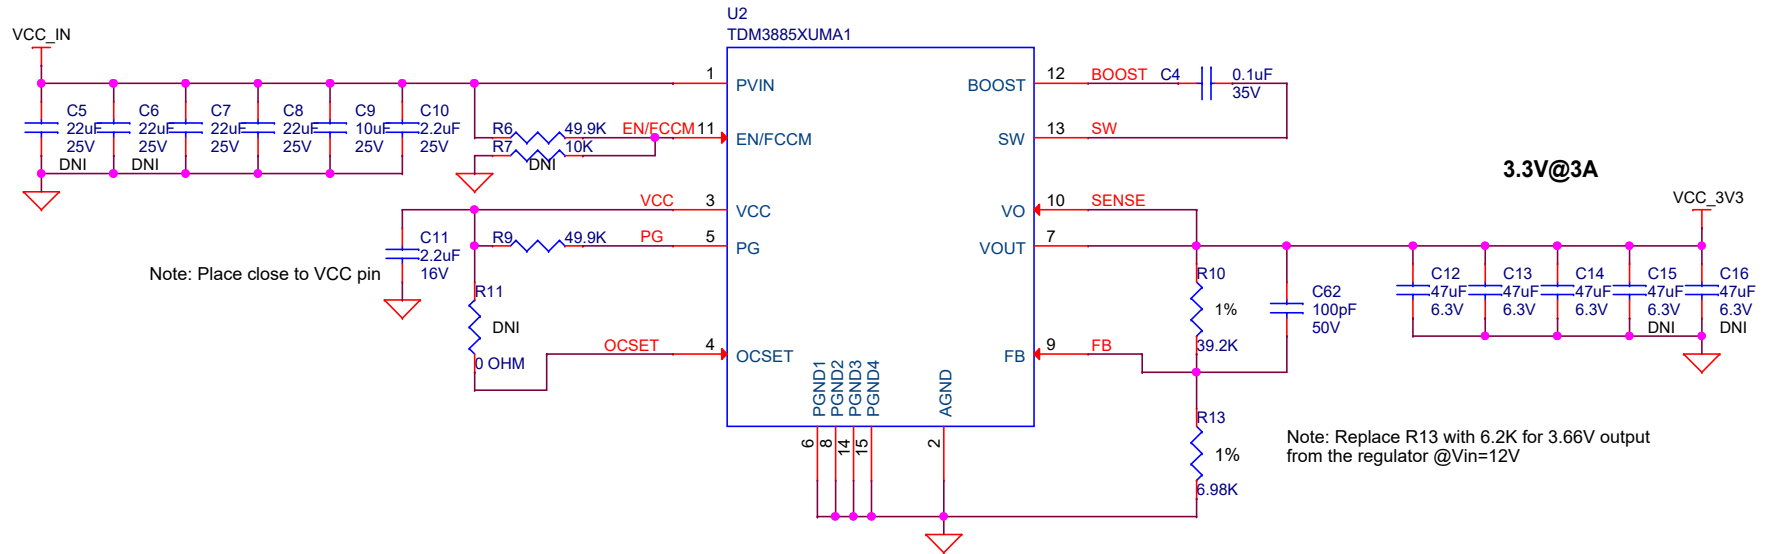 U2
TDM3885XUMA1
VCC_IN
1
PVIN
C5
22uF
25V
DNI
C6
22uF
25V
DNI
C7
22uF
25V
C8
22uF
25V
C9
10uF
25V
C10
2.2uF
25V
R6
49.9K
EN/FCCM
11
EN/FCCM
R7
10K
DNI
VCC
3
VCC
C11
2.2uF
16V
Note: Place close to VCC pin
R9
49.9K
PG
5
PG
R11
DNI
0 OHM
OCSET
4
OCSET
PGND1
PGND2
PGND3
PGND4
AGND
6
8
14
15
2
BOOST
12
BOOST
C4
0.1uF
35V
SW
13
SW
VO
10
SENSE
VOUT
7
3.3V@3A
VCC_3V3
R10
1%
39.2K
C62
100pF
50V
C12
47uF
6.3V
C13
47uF
6.3V
C14
47uF
6.3V
C15
47uF
6.3V
DNI
C16
47uF
6.3V
DNI
FB
9
FB
R13
1%
6.98K
Note: Replace R13 with 6.2K for 3.66V output
from the regulator @Vin=12V